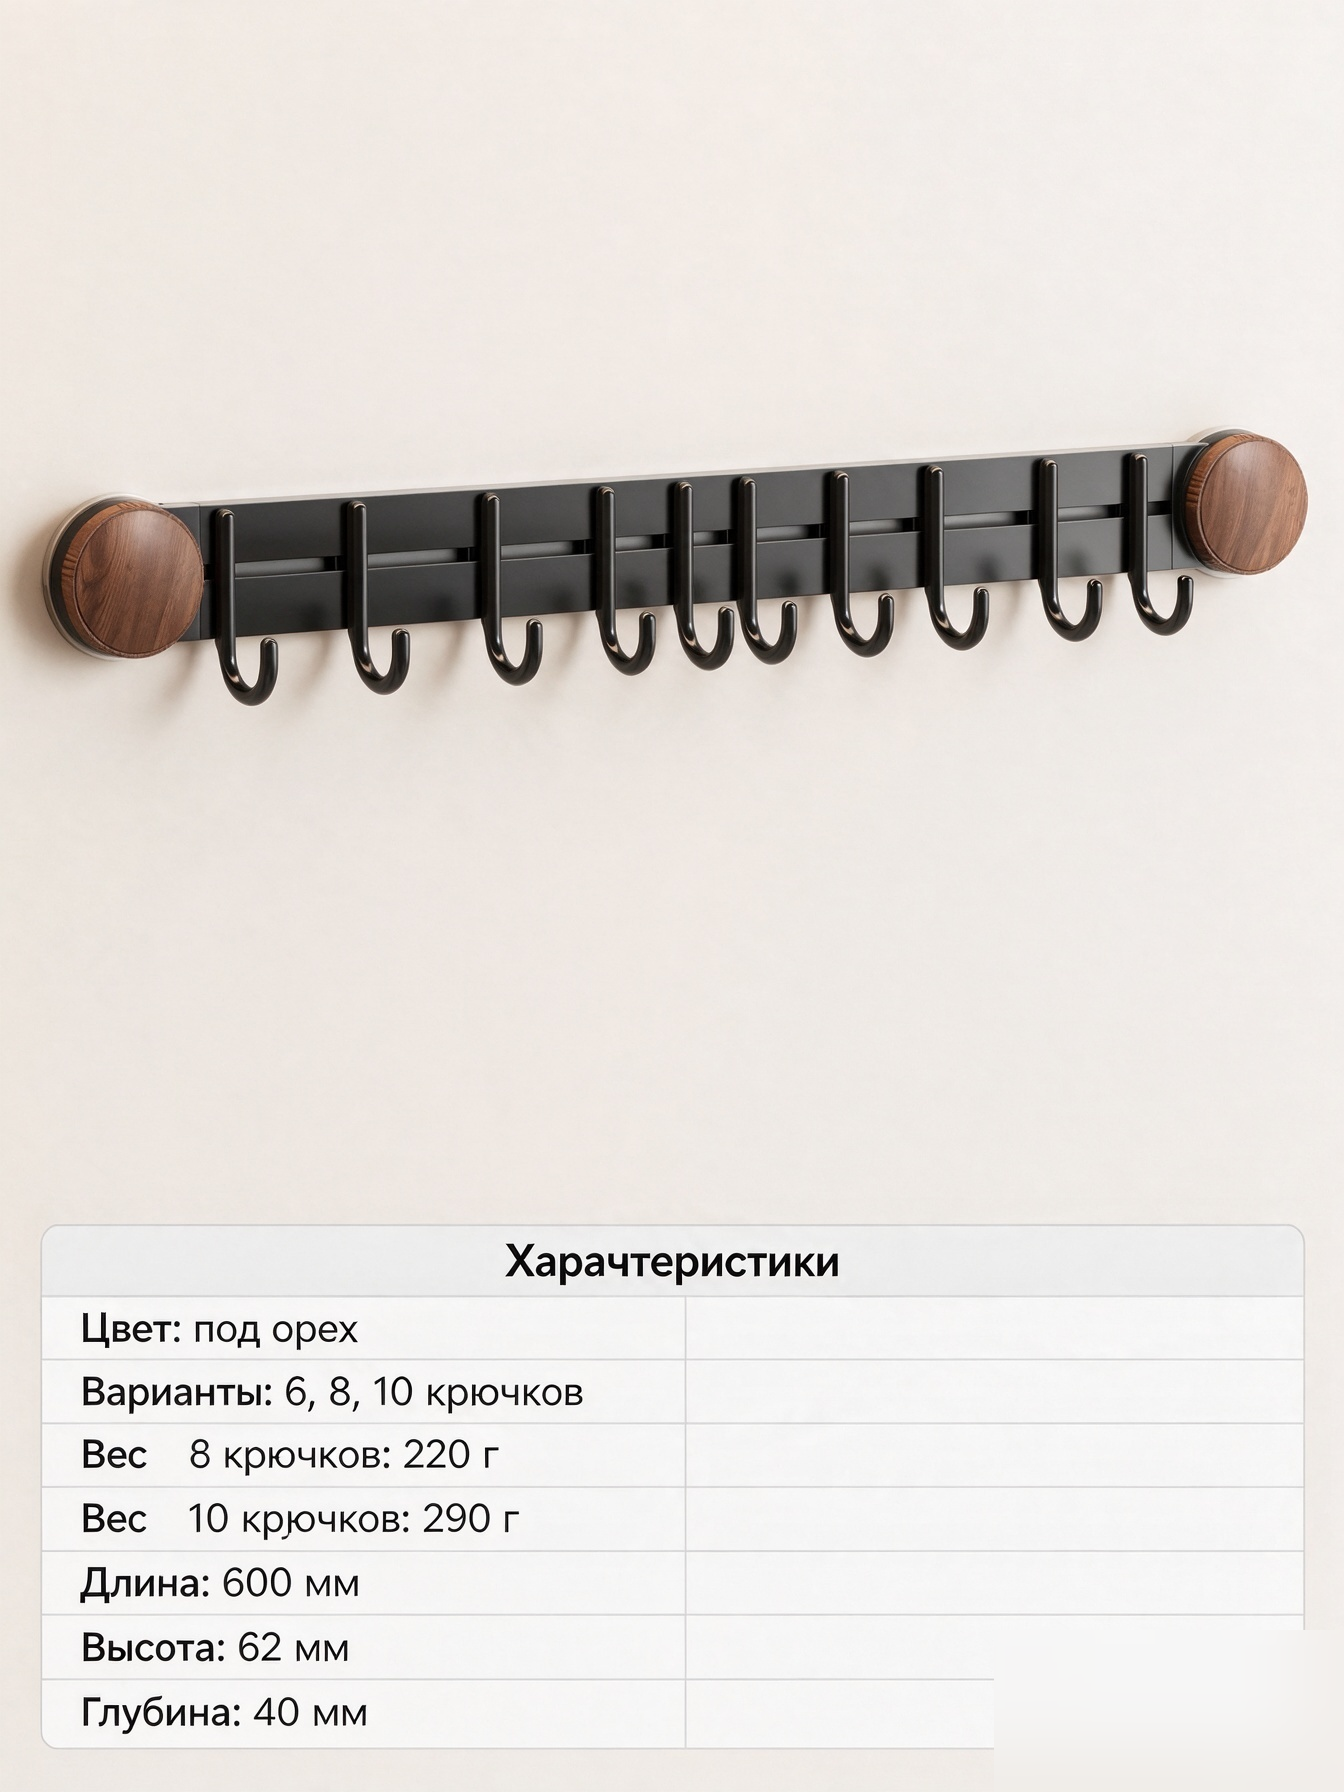 Харачтеристики
Цвет: под орех
Варианты: 6, 8, 10 крючков
Вес 8 крючков: 220 г
Вес 10 крючков: 290 г
Длина: 600 мм
Высота: 62 мм
Глубина: 40 мм